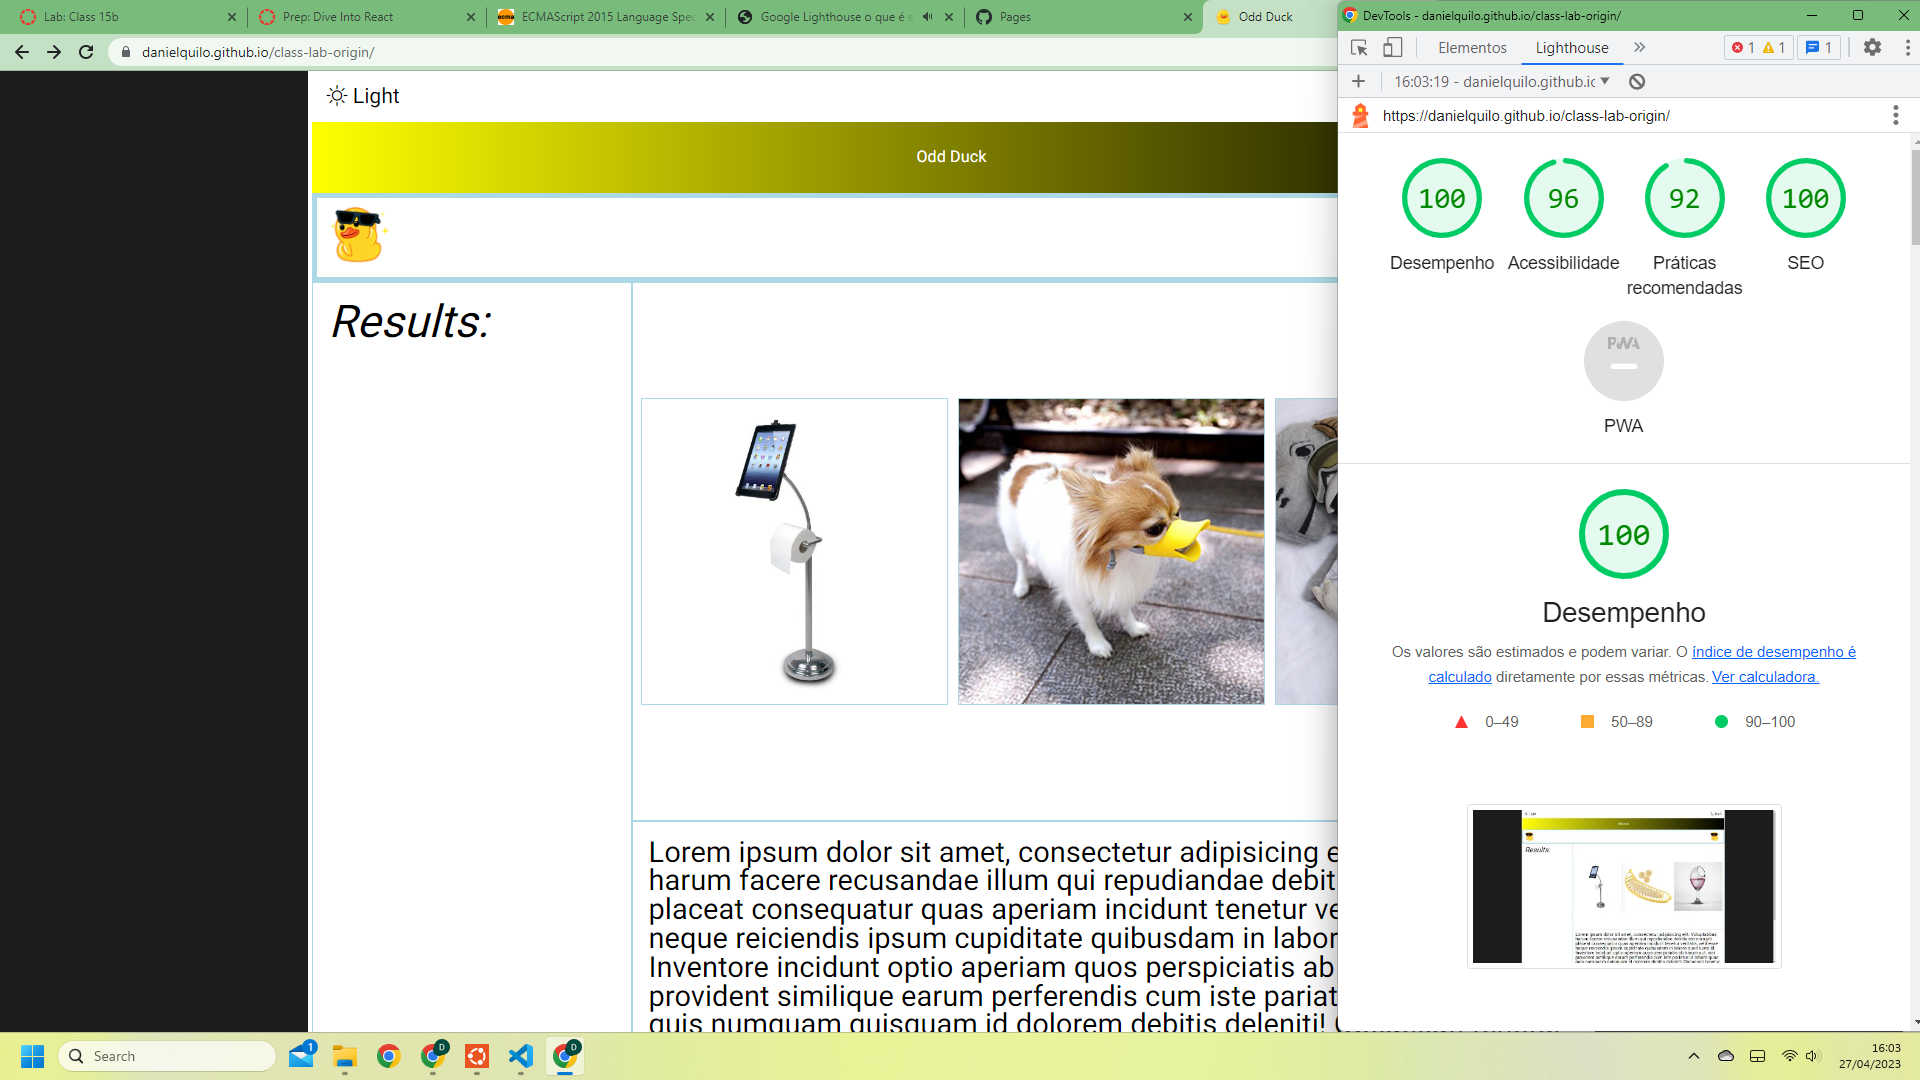 Lab: Class 15b
Prep: Dive Into React
ECMAScript 2015 Language Spec
Google Lighthouse o que é e
Pages
Odd Duck
DevTools - danielquilo.github.io/class-lab-origin/
danielquilo.github.io/class-lab-origin/
Elementos
Lighthouse
1
1
1
16:03:19 - danielquilo.github.ic
https://danielquilo.github.io/class-lab-origin/
Light
Odd Duck
Results:
100
96
92
100
Desempenho
Acessibilidade
Práticas
recomendadas
SEO
PWA
PWA
100
Desempenho
Os valores são estimados e podem variar. O índice de desempenho é
calculado diretamente por essas métricas. Ver calculadora.
0–49
50–89
90–100
Results:
Lorem ipsum dolor sit amet, consectetur adipisicing e
harum facere recusandae illum qui repudiandae debit
placeat consequatur quas aperiam incidunt tenetur ve
neque reiciendis ipsum cupiditate quibusdam in labor
Inventore incidunt optio aperiam quos perspiciatis ab
provident similique earum perferendis cum iste pariat
quis numquam quisquam id dolorem debitis deleniti!
Search
1
D
D
16:03
27/04/2023